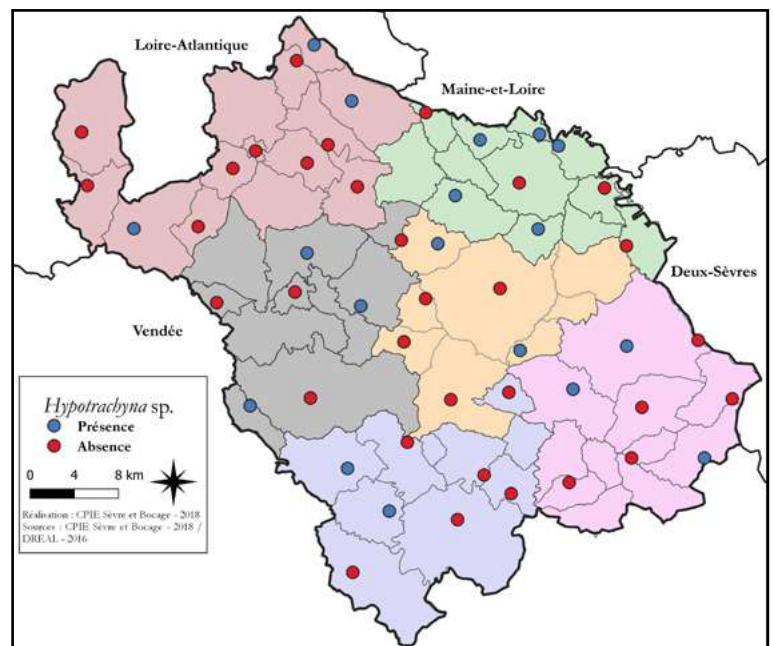 Loire-Atlantique
Maine-et-Loire
Deux-Sèvres
Vendée
Hypotrachyna sp.
Présence
Absence
0 4 8 km
Réalisation : CPIE Sèvre et Bocage - 2018
Sources : CPIE Sèvre et Bocage - 2018 /
DREAL - 2016